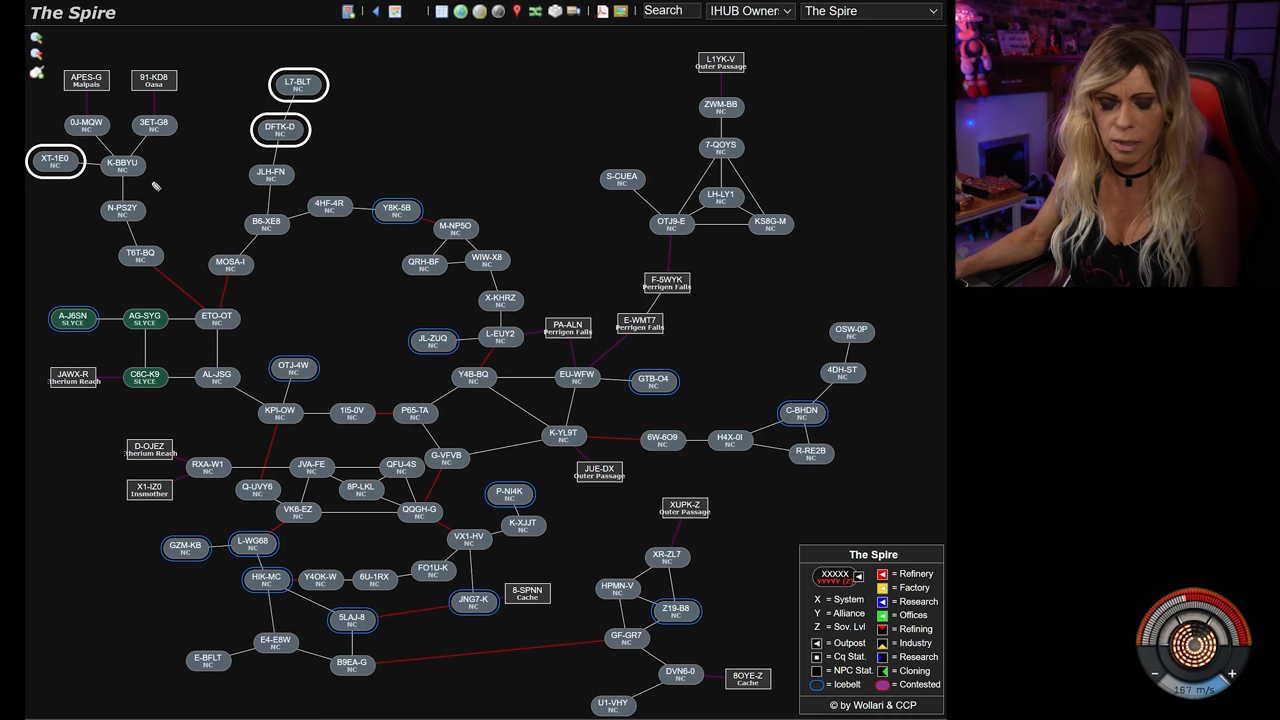 The Spire
Search
IHUB Owner
The Spire
L1YK-V
Outer Passage
APES-G
Malpais
91-KD8
Oasa
L7-BLT
NC
ZWM-BB
NC
0J-MQW
NC
3ET-G8
NC
DFTK-D
NC
7-QOYS
NC
XT-1E0
NC
K-BBYU
NC
JLH-FN
NC
S-CUEA
NC
LH-LY1
NC
N-PS2Y
NC
4HF-4R
NC
Y8K-5B
NC
B6-XE8
NC
M-NP5O
NC
OTJ9-E
NC
KS8G-M
NC
T6T-BQ
NC
MOSA-I
NC
QRH-BF
NC
WIW-X8
NC
F-5WYK
Perrigen Falls
X-KHRZ
NC
A-J6SN
SLYCE
AG-SYG
SLYCE
ETO-OT
NC
JL-ZUQ
NC
L-EUY2
NC
PA-ALN
Perrigen Falls
E-WMT7
Perrigen Falls
OSW-0P
NC
JAWX-R
therium Reach
C6C-K9
SLYCE
AL-JSG
NC
OTJ-4W
NC
Y4B-BQ
NC
EU-WFW
NC
GTB-O4
NC
4DH-ST
NC
KPI-OW
NC
1I5-0V
NC
P65-TA
NC
C-BHDN
NC
D-OJEZ
therium Reach
K-YL9T
NC
6W-6O9
NC
H4X-0I
NC
R-RE2B
NC
RXA-W1
NC
JVA-FE
NC
QFU-4S
NC
G-VFVB
NC
JUE-DX
Outer Passage
X1-IZ0
Insmother
Q-UVY6
NC
8P-LKL
NC
P-NI4K
NC
VK6-EZ
NC
QQGH-G
NC
K-XJJT
NC
XUPK-Z
Outer Passage
GZM-KB
NC
L-WG68
NC
VX1-HV
NC
XR-ZL7
NC
HIK-MC
NC
Y4OK-W
NC
6U-1RX
NC
FO1U-K
NC
HPMN-V
NC
5LAJ-8
NC
JNG7-K
NC
8-SPNN
Cache
Z19-B8
NC
E4-E8W
NC
GF-GR7
NC
E-BFLT
NC
B9EA-G
NC
DVN6-0
NC
8OYE-Z
Cache
U1-VHY
NC
The Spire
XXXXX
YYYYY (Z)
= Refinery
= Factory
X = System
= Research
Y = Alliance
= Offices
Z = Sov. Lvl
= Refining
= Outpost
= Industry
= Cq Stat.
= Research
= NPC Stat.
= Cloning
= Icebelt
= Contested
© by Wollari & CCP
167 m/s